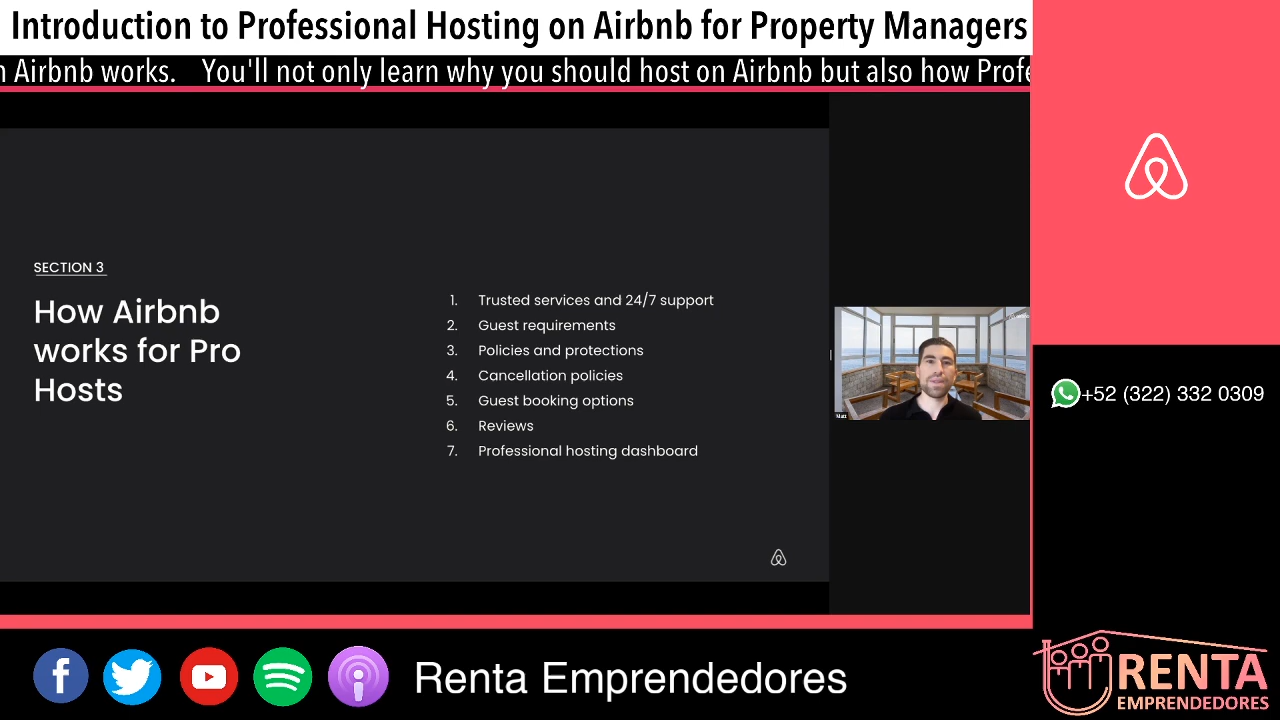 Introduction to Professional Hosting on Airbnb for Property Managers
n Airbnb works. You'll not only learn why you should host on Airbnb but also how Profe
SECTION 3
How Airbnb
works for Pro
Hosts
1. Trusted services and 24/7 support
2. Guest requirements
3. Policies and protections
4. Cancellation policies
5. Guest booking options
6. Reviews
7. Professional hosting dashboard
Matt
+52 (322) 332 0309
Renta Emprendedores
RENTA
EMPRENDEDORES